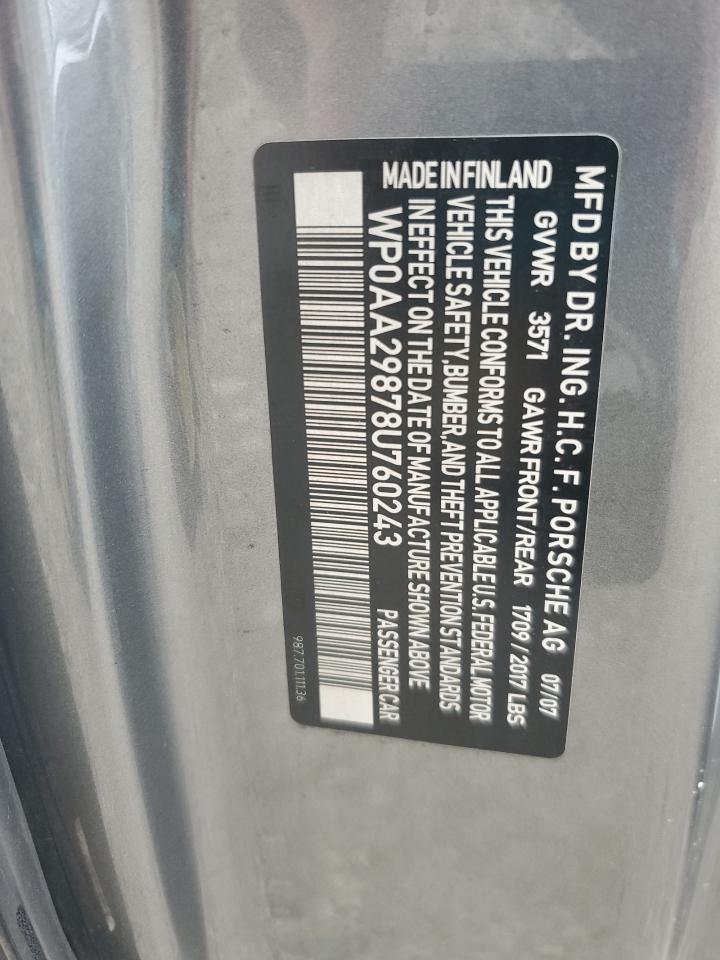 MFD BY DR. ING. H.C. F. PORSCHE AG 07/07
GVWR 3571 GAWR FRONT/REAR 1709 / 2017 LBS
THIS VEHICLE CONFORMS TO ALL APPLICABLE U.S. FEDERAL MOTOR
VEHICLE SAFETY, BUMBER, AND THEFT PREVENTION STANDARDS
IN EFFECT ON THE DATE OF MANUFACTURE SHOWN ABOVE
MADE IN FINLAND
WP0AA29878U760243 PASSENGER CAR
987.701.111.36